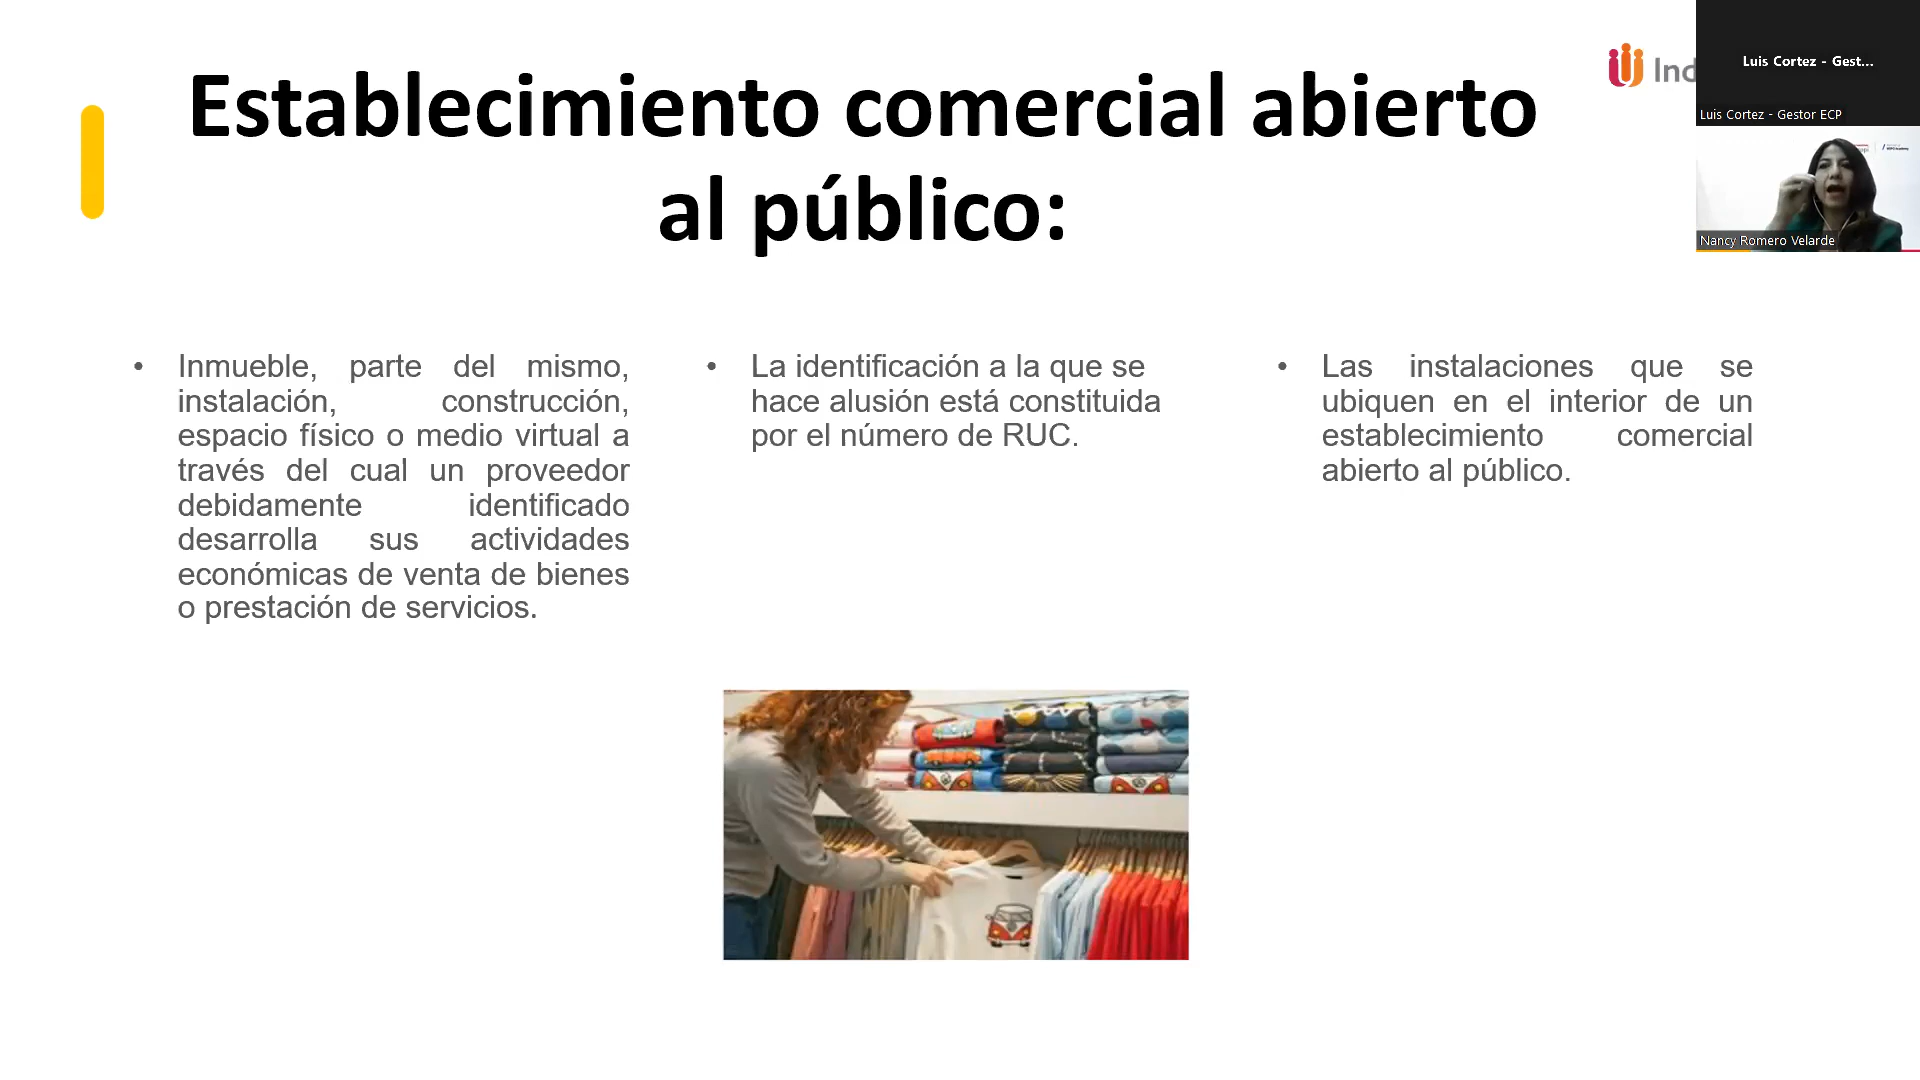 Establecimiento comercial abierto
al público:
Ind
Luis Cortez - Gest...
Luis Cortez - Gestor ECP
Nancy Romero Velarde
• Inmueble, parte del mismo,
instalación, construcción,
espacio físico o medio virtual a
través del cual un proveedor
debidamente identificado
desarrolla sus actividades
económicas de venta de bienes
o prestación de servicios.
• La identificación a la que se
hace alusión está constituida
por el número de RUC.
• Las instalaciones que se
ubiquen en el interior de un
establecimiento comercial
abierto al público.